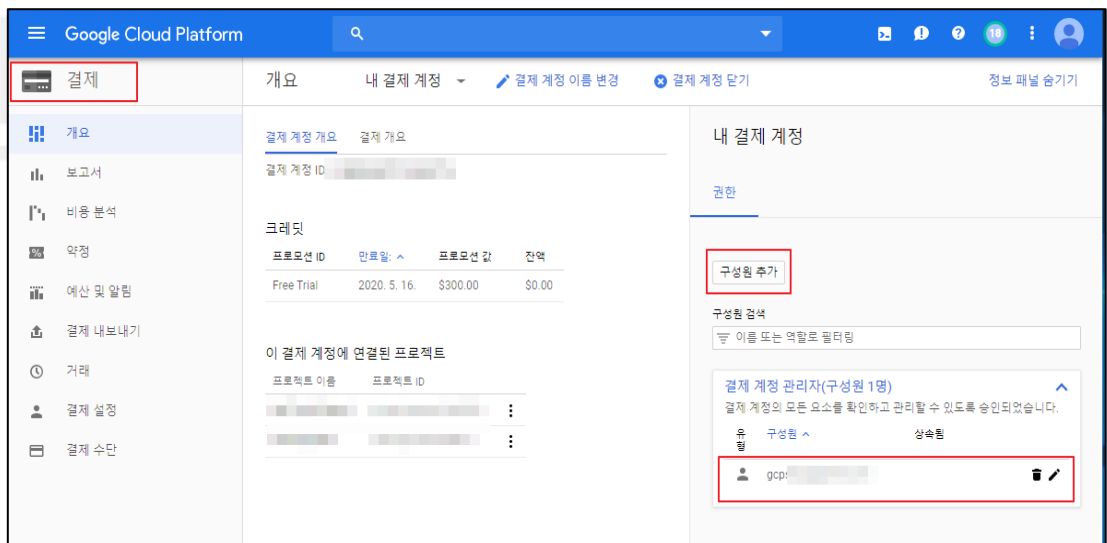 Google Cloud Platform
18
결제
개요
내 결제 계정
결제 계정 이름 변경
결제 계정 닫기
정보 패널 숨기기
개요
보고서
비용 분석
약정
예산 및 알림
결제 내보내기
거래
결제 설정
결제 수단
결제 계정 개요 결제 개요
결제 계정 ID
크레딧
프로모션 ID 만료일: 프로모션 값 잔액
Free Trial 2020. 5. 16. $300.00 $0.00
이 결제 계정에 연결된 프로젝트
프로젝트 이름 프로젝트 ID
내 결제 계정
권한
구성원 추가
구성원 검색
이름 또는 역할로 필터링
결제 계정 관리자(구성원 1명)
결제 계정의 모든 요소를 확인하고 관리할 수 있도록 승인되었습니다.
유형 구성원 상속됨
gcp